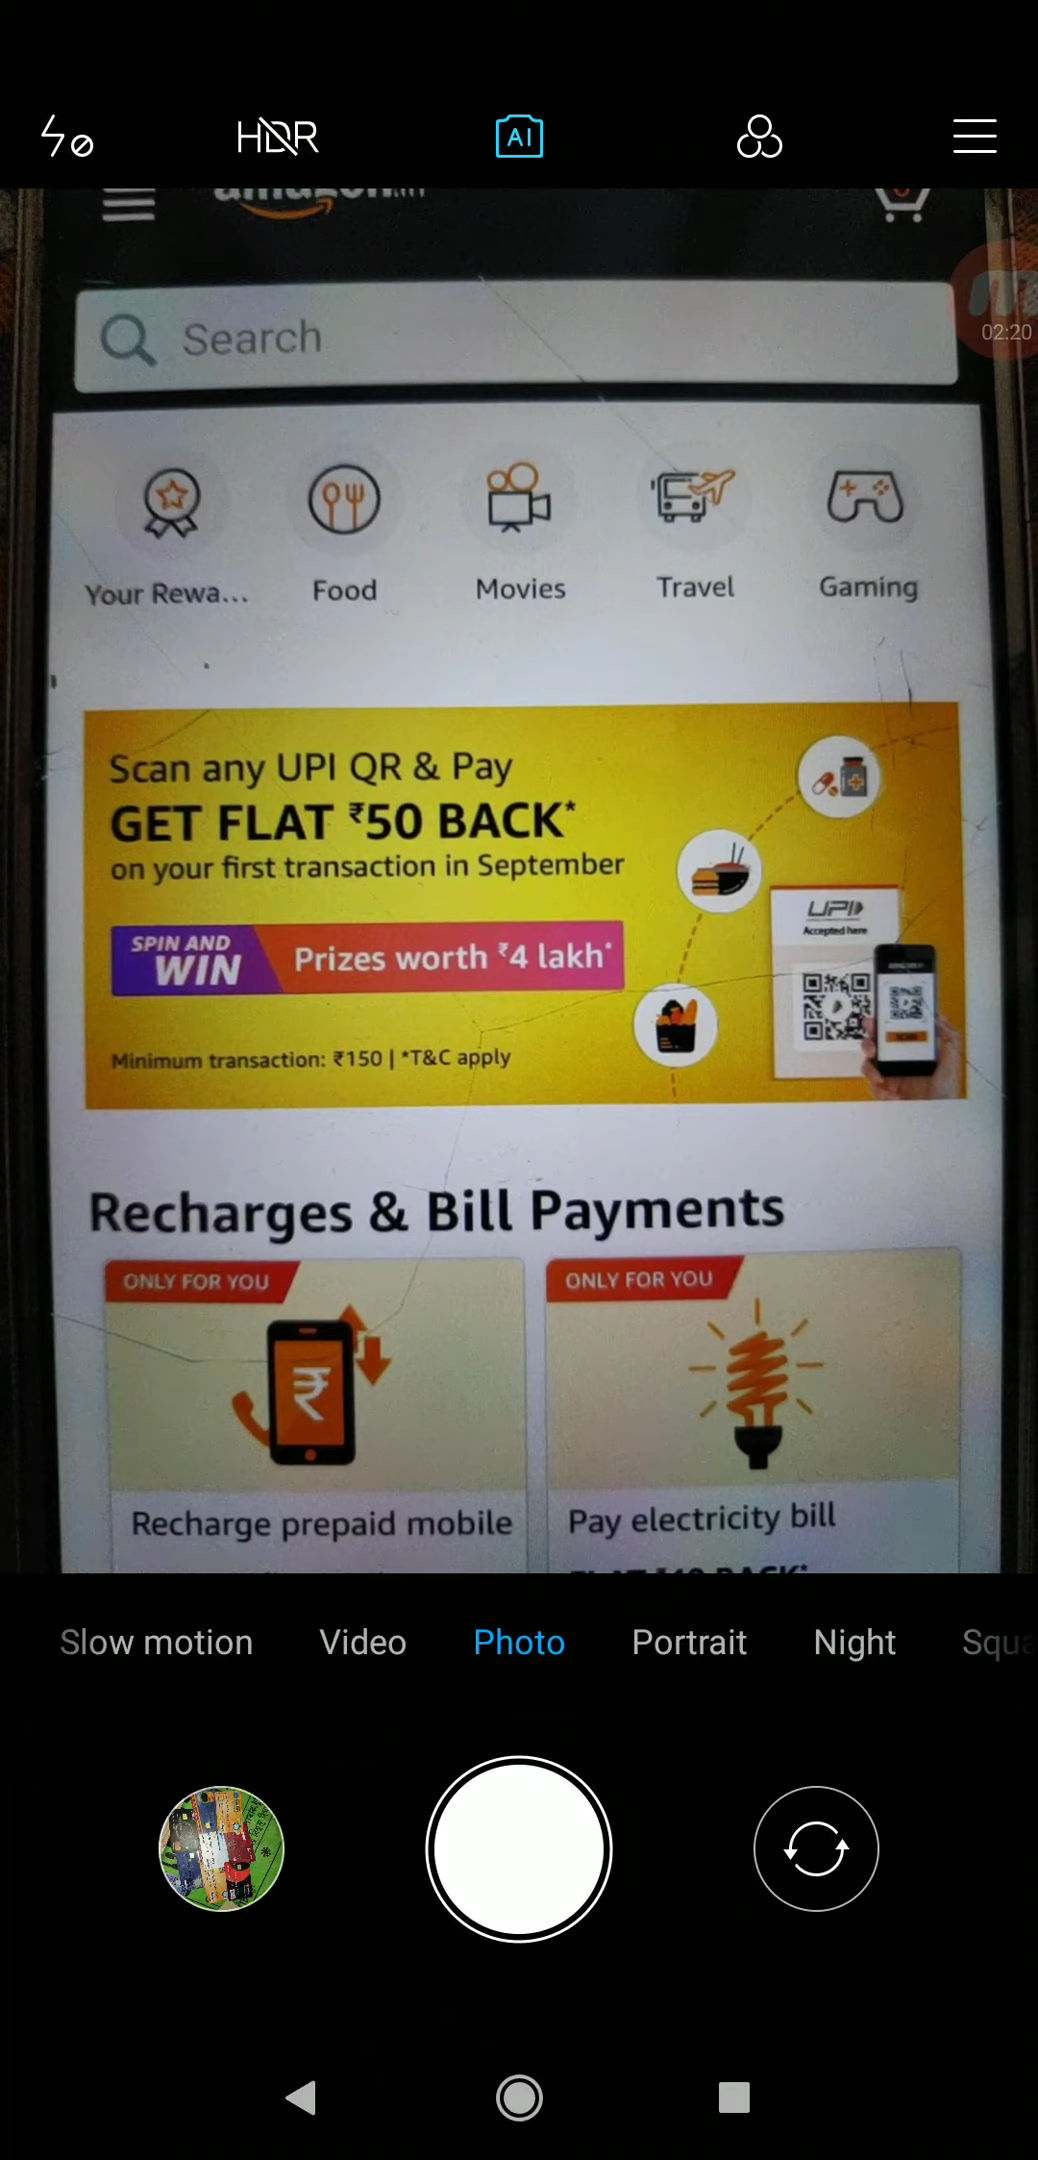 HDR
AI
amazon.in
02:20
Search
Your Rewa...
Food
Movies
Travel
Gaming
Scan any UPI QR & Pay
GET FLAT ₹50 BACK*
on your first transaction in September
SPIN AND
WIN
Prizes worth ₹4 lakh*
Minimum transaction: ₹150 | *T&C apply
UPI
Accepted here
Recharges & Bill Payments
ONLY FOR YOU
ONLY FOR YOU
Recharge prepaid mobile
Pay electricity bill
Slow motion
Video
Photo
Portrait
Night
Squa